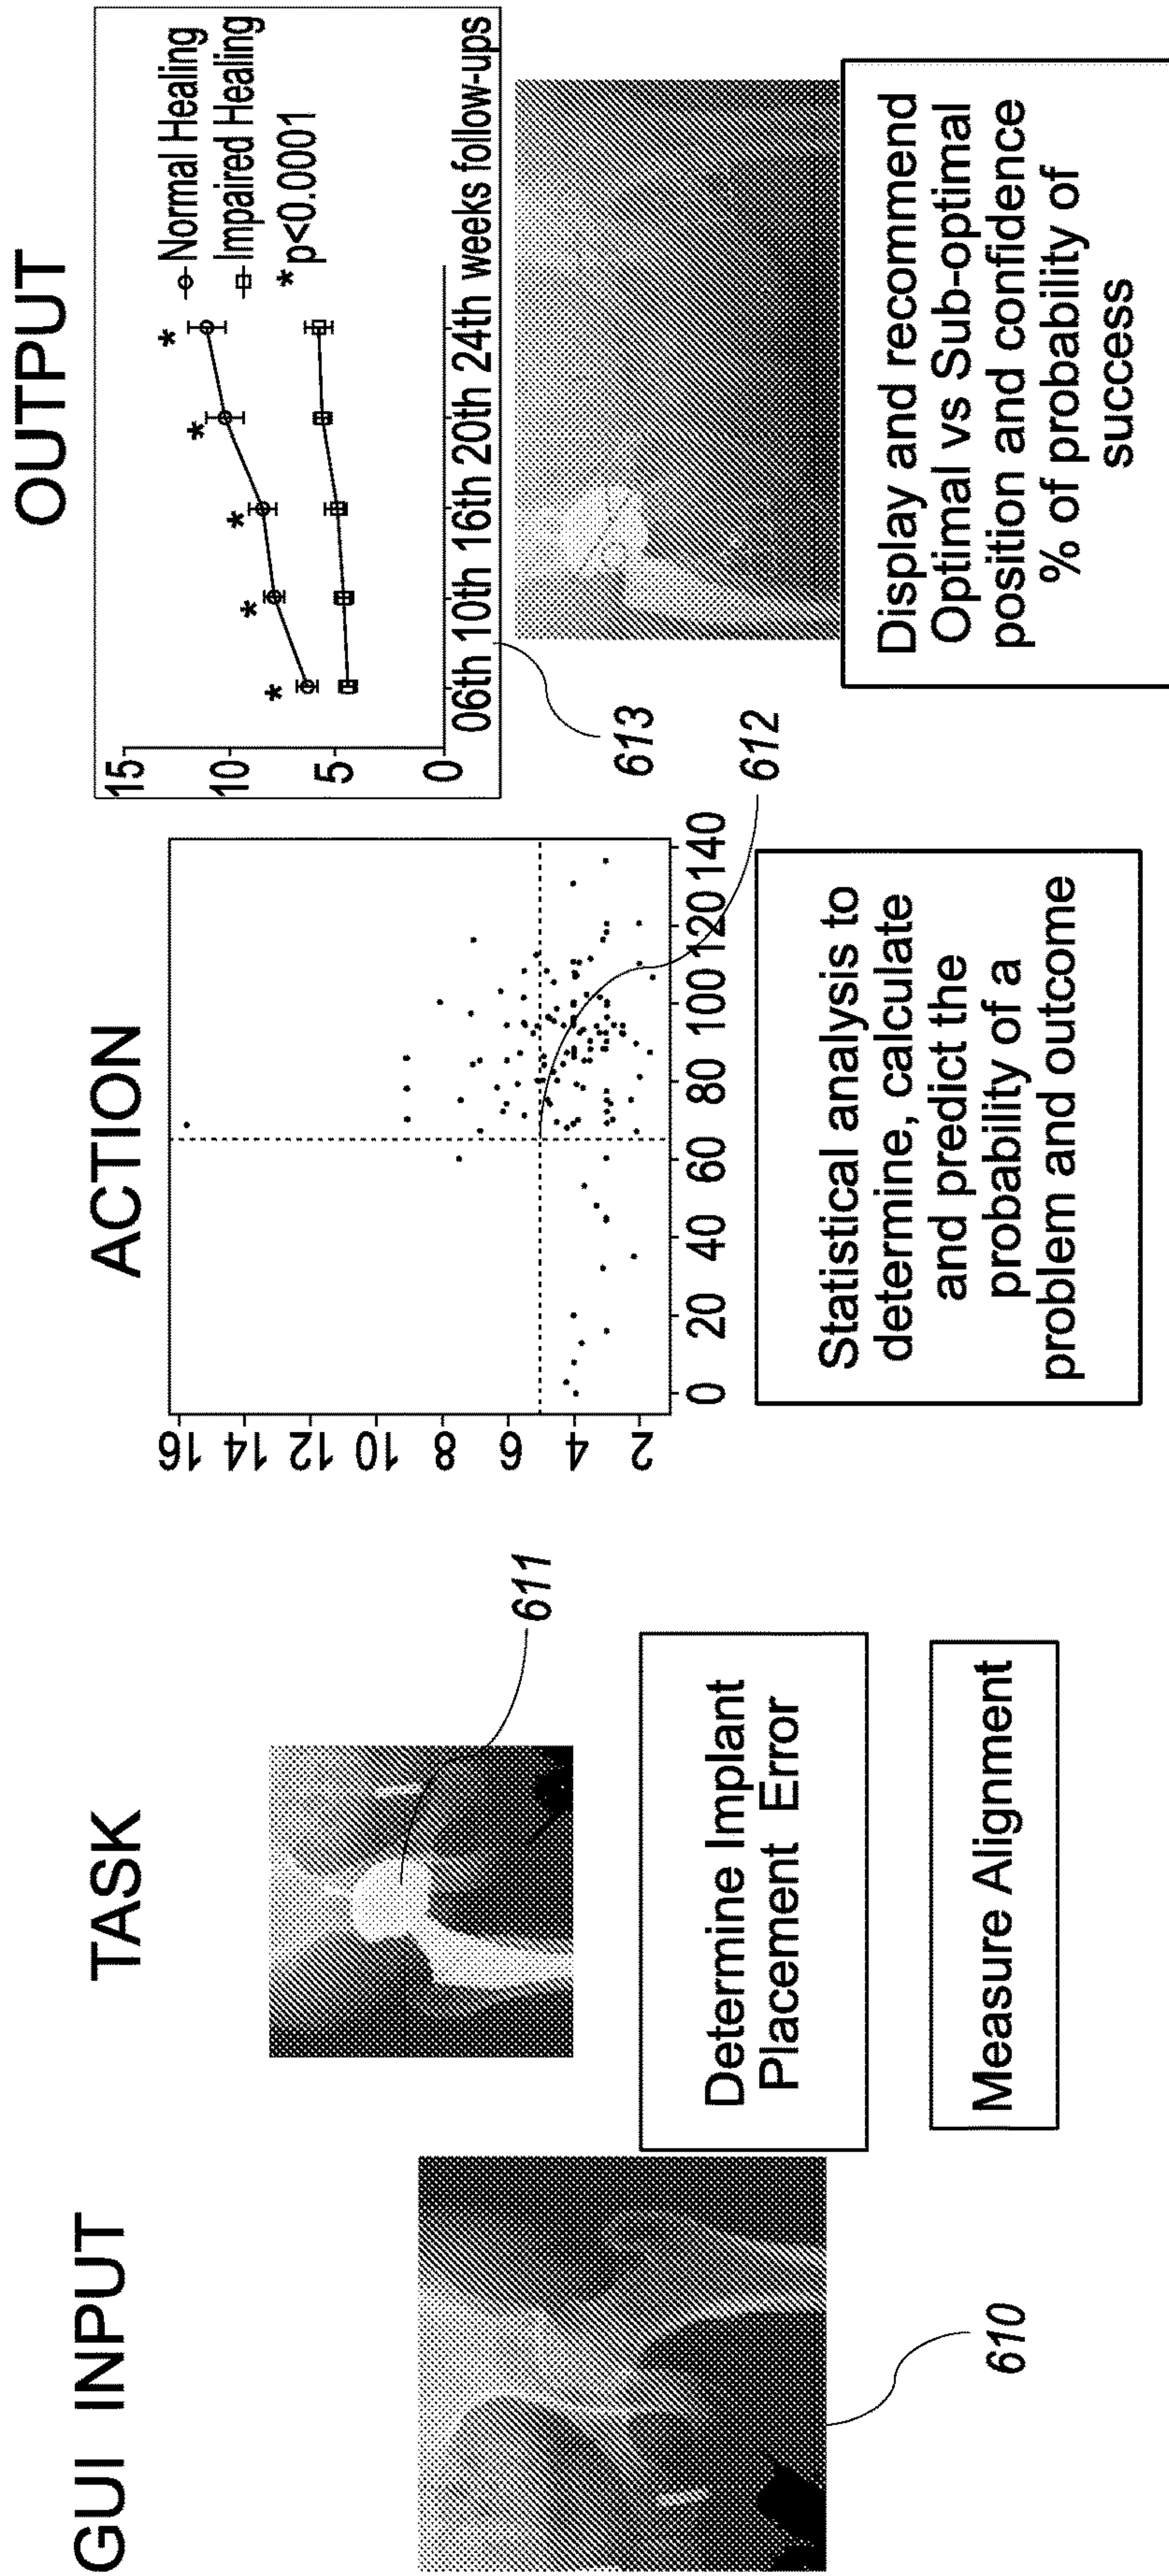 GUI INPUT
610
TASK
611
Determine Implant
Placement Error
Measure Alignment
ACTION
16
14
12
10
8
6
4
2
0 20 40 60 80 100 120 140
612
Statistical analysis to
determine, calculate
and predict the
probability of a
problem and outcome
OUTPUT
15
10
5
0
06th 10th 16th 20th 24th weeks follow-ups
Normal Healing
Impaired Healing
* p<0.0001
* * * * *
613
Display and recommend
Optimal vs Sub-optimal
position and confidence
% of probability of
success